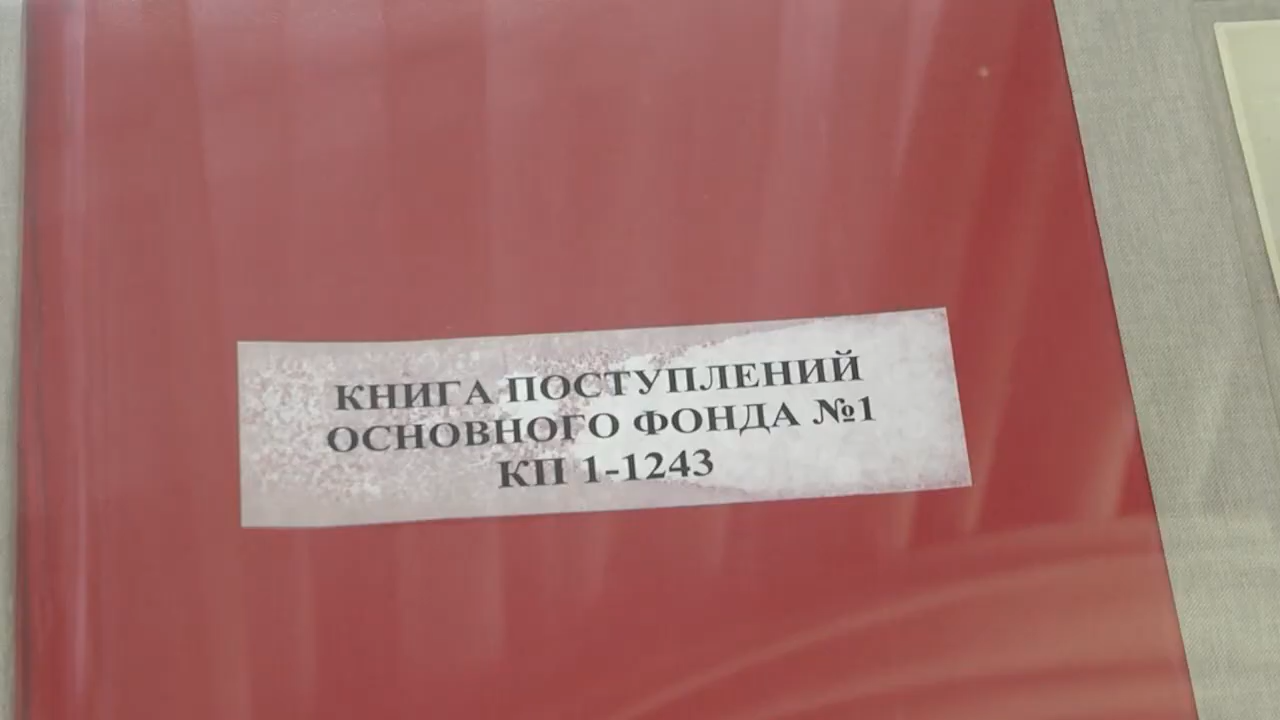 КНИГА ПОСТУПЛЕНИЙ
ОСНОВНОГО ФОНДА №1
КП 1-1243